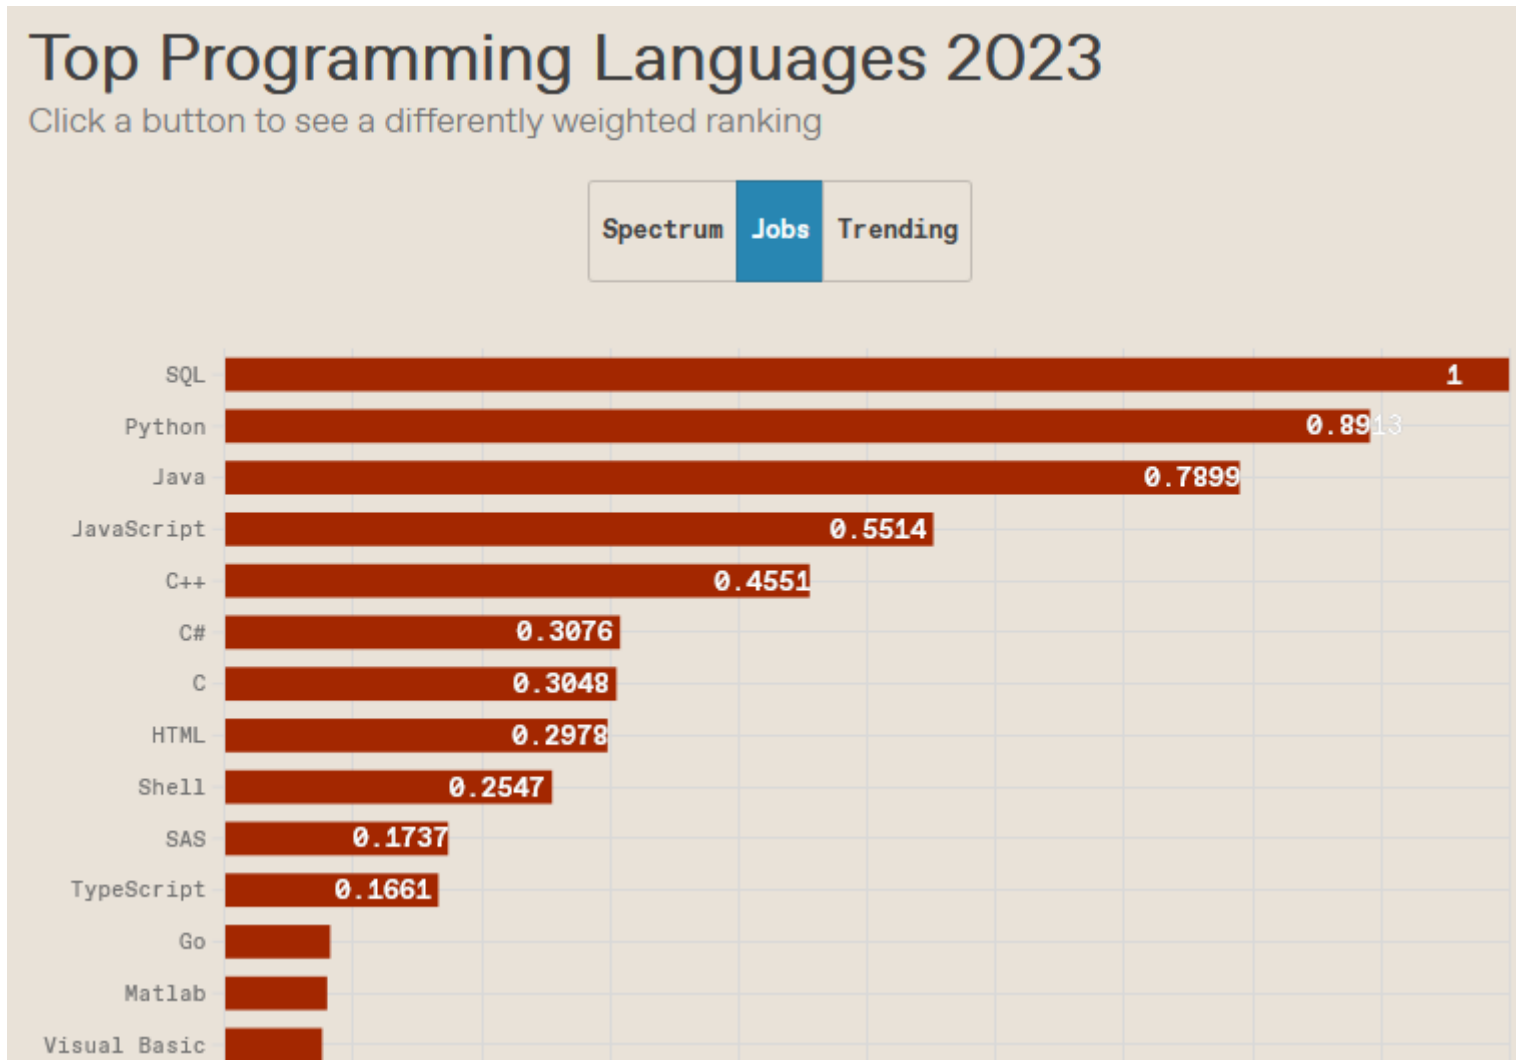 Top Programming Languages 2023
Click a button to see a differently weighted ranking
Spectrum Jobs Trending
SQL 1
Python 0.8913
Java 0.7899
JavaScript 0.5514
C++ 0.4551
C# 0.3076
C 0.3048
HTML 0.2978
Shell 0.2547
SAS 0.1737
TypeScript 0.1661
Go
Matlab
Visual Basic